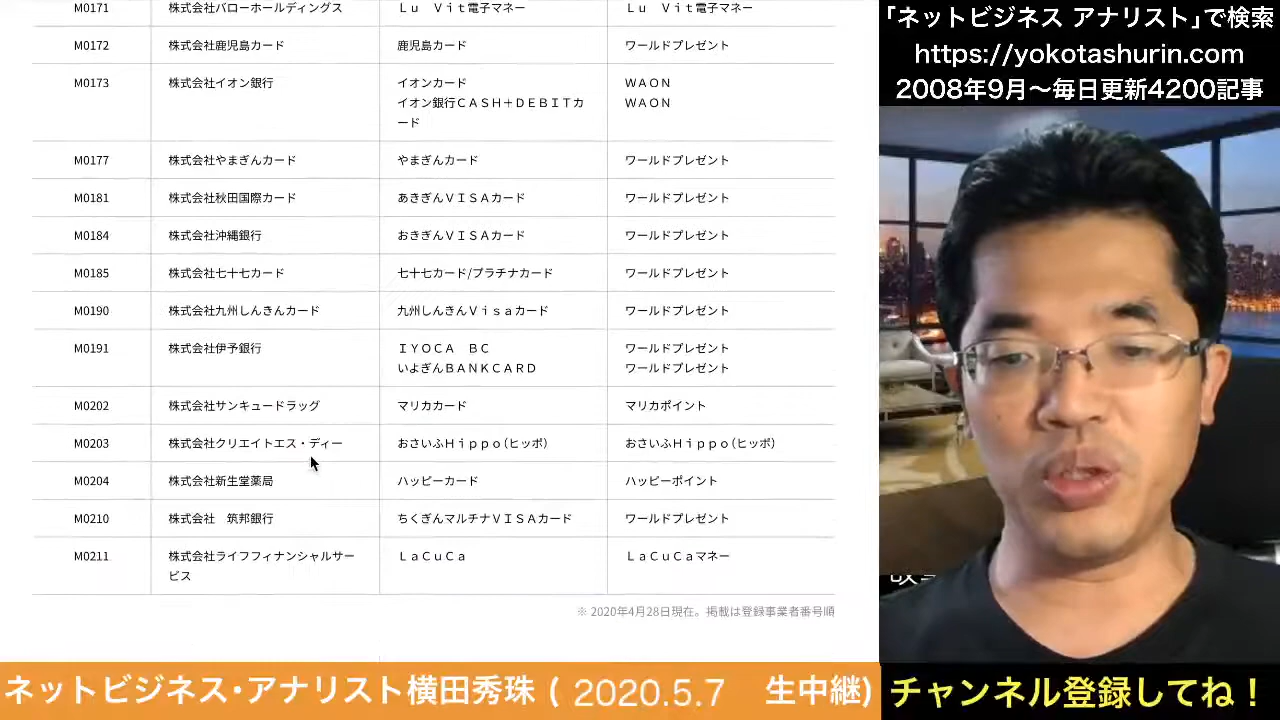 M0171 株式会社バローホールディングス Ｌｕ　Ｖｉｔ電子マネー Ｌｕ　Ｖｉｔ電子マネー
M0172 株式会社鹿児島カード 鹿児島カード ワールドプレゼント
M0173 株式会社イオン銀行 イオンカード ＷＡＯＮ
イオン銀行ＣＡＳＨ＋ＤＥＢＩＴカ ＷＡＯＮ
ード
M0177 株式会社やまぎんカード やまぎんカード ワールドプレゼント
M0181 株式会社秋田国際カード あきぎんＶＩＳＡカード ワールドプレゼント
M0184 株式会社沖縄銀行 おきぎんＶＩＳＡカード ワールドプレゼント
M0185 株式会社七十七カード 七十七カード/プラチナカード ワールドプレゼント
M0190 株式会社九州しんきんカード 九州しんきんＶｉｓａカード ワールドプレゼント
M0191 株式会社伊予銀行 ＩＹＯＣＡ　ＢＣ ワールドプレゼント
いよぎんＢＡＮＫＣＡＲＤ ワールドプレゼント
M0202 株式会社サンキュードラッグ マリカカード マリカポイント
M0203 株式会社クリエイトエス・ディー おさいふＨｉｐｐｏ（ヒッポ） おさいふＨｉｐｐｏ（ヒッポ）
M0204 株式会社新生堂薬局 ハッピーカード ハッピーポイント
M0210 株式会社　筑邦銀行 ちくぎんマルチナＶＩＳＡカード ワールドプレゼント
M0211 株式会社ライフフィナンシャルサー ＬａＣｕＣａ ＬａＣｕＣａマネー
ビス
※ 2020年4月28日現在。掲載は登録事業者番号順
「ネットビジネス アナリスト」で検索
https://yokotashurin.com
2008年9月〜毎日更新4200記事
ネットビジネス･アナリスト横田秀珠 ( 2020.5.7 生中継)
チャンネル登録してね！